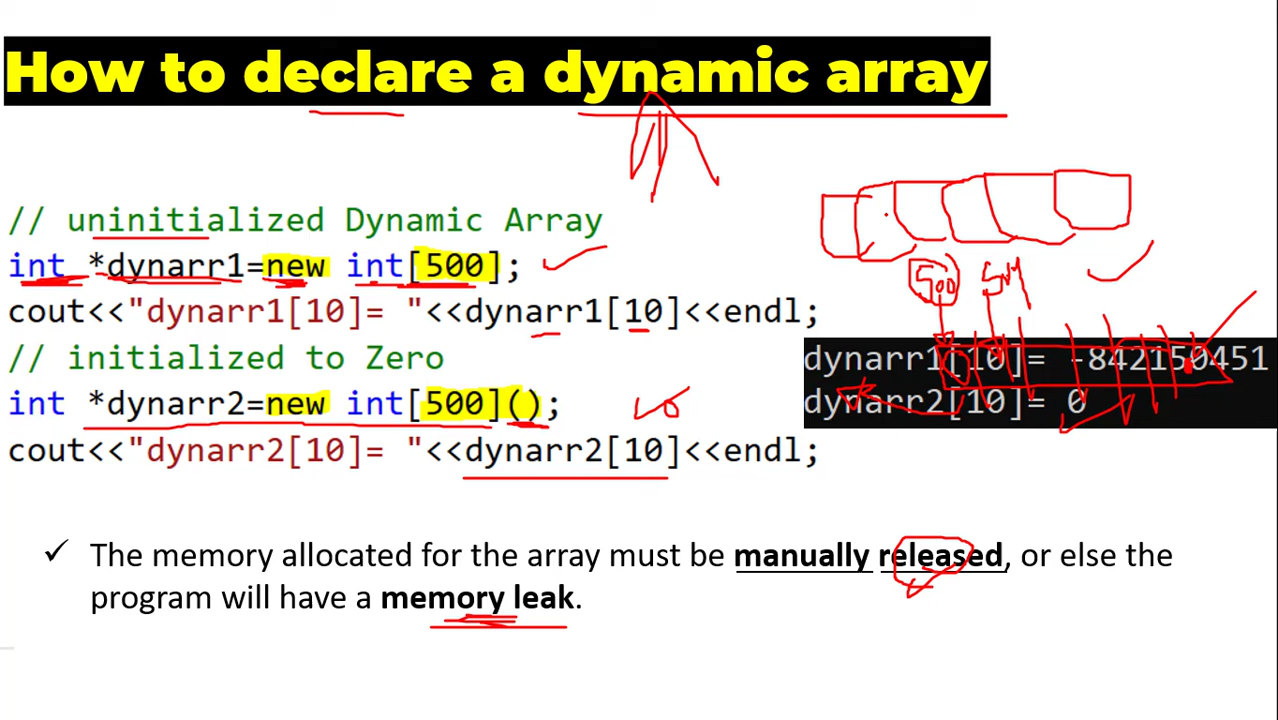 How to declare a dynamic array
// uninitialized Dynamic Array
int *dynarr1=new int[500];
cout<<"dynarr1[10]= "<<dynarr1[10]<<endl;
// initialized to Zero
int *dynarr2=new int[500]();
cout<<"dynarr2[10]= "<<dynarr2[10]<<endl;
500
dynarr1[10]= -842150451
dynarr2[10]= 0
✓ The memory allocated for the array must be manually released, or else the
program will have a memory leak.